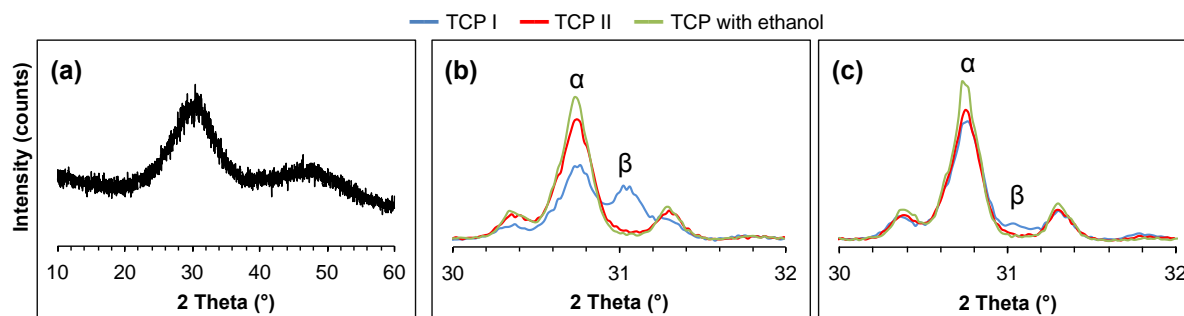 TCP I TCP II TCP with ethanol
(a)
Intensity (counts)
10 20 30 40 50 60
2 Theta (°)
(b)
α
β
30 31 32
2 Theta (°)
(c)
α
β
30 31 32
2 Theta (°)